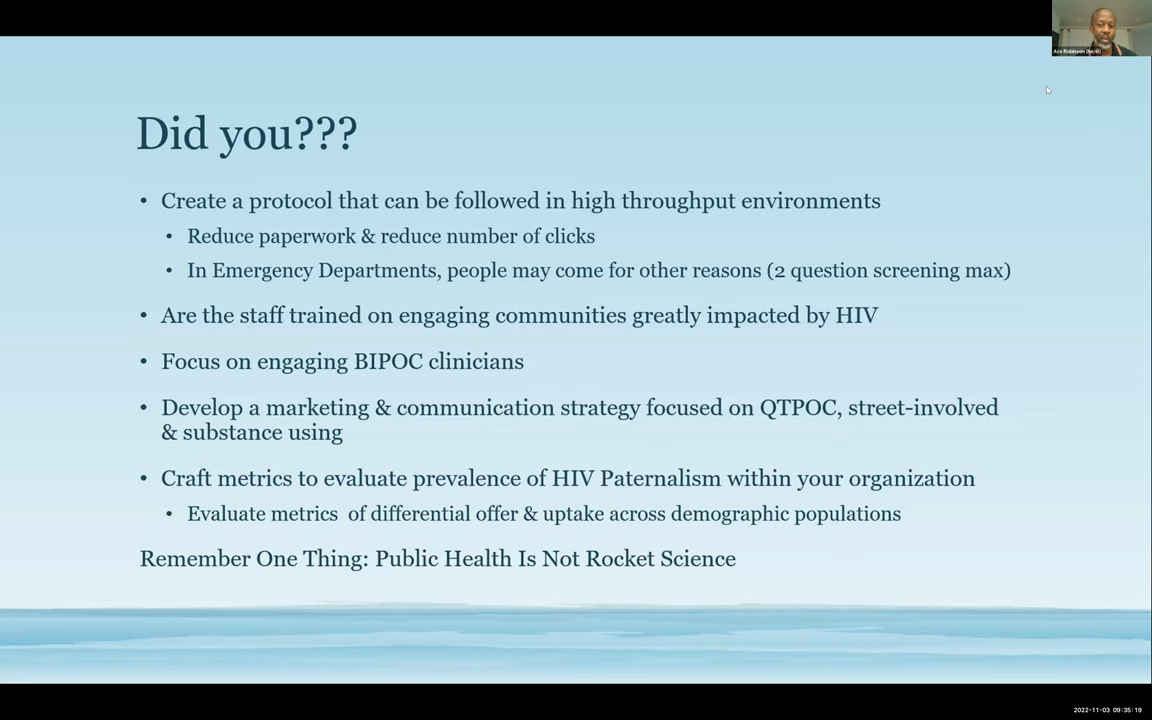 Ace Robinson (he/él)
Did you???
• Create a protocol that can be followed in high throughput environments
• Reduce paperwork & reduce number of clicks
• In Emergency Departments, people may come for other reasons (2 question screening max)
• Are the staff trained on engaging communities greatly impacted by HIV
• Focus on engaging BIPOC clinicians
• Develop a marketing & communication strategy focused on QTPOC, street-involved
& substance using
• Craft metrics to evaluate prevalence of HIV Paternalism within your organization
• Evaluate metrics  of differential offer & uptake across demographic populations
Remember One Thing: Public Health Is Not Rocket Science
2022-11-03 09:35:19